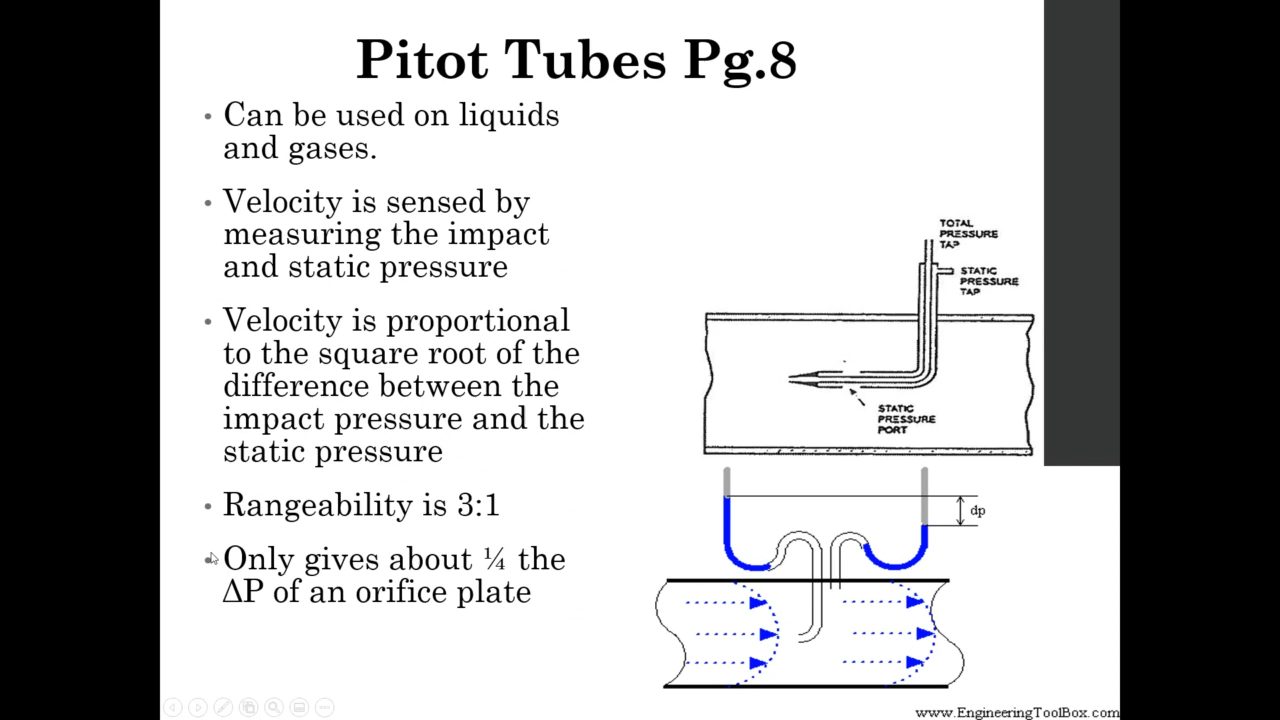 Pitot Tubes Pg.8
• Can be used on liquids
and gases.
• Velocity is sensed by
measuring the impact
and static pressure
• Velocity is proportional
to the square root of the
difference between the
impact pressure and the
static pressure
• Rangeability is 3:1
• Only gives about ¼ the
ΔP of an orifice plate
TOTAL
PRESSURE
TAP
STATIC
PRESSURE
TAP
STATIC
PRESSURE
PORT
dp
www.EngineeringToolBox.com